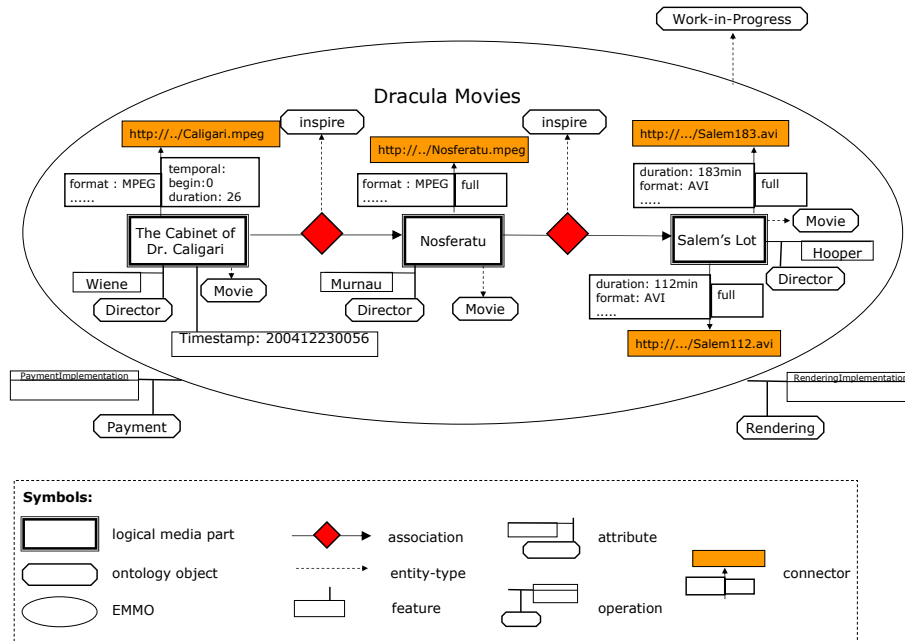 Work-in-Progress
Dracula Movies
inspire
inspire
http://../Caligari.mpeg
http://../Nosferatu.mpeg
http://.../Salem183.avi
format : MPEG
......
temporal:
begin:0
duration: 26
format : MPEG
......
full
duration: 183min
format: AVI
.....
full
The Cabinet of
Dr. Caligari
Nosferatu
Salem's Lot
Movie
Hooper
Director
Wiene
Director
Movie
Murnau
Director
Movie
duration: 112min
format: AVI
.....
full
Timestamp: 200412230056
http://.../Salem112.avi
PaymentImplementation
Payment
RenderingImplementation
Rendering
Symbols:
logical media part
association
attribute
ontology object
entity-type
connector
EMMO
feature
operation